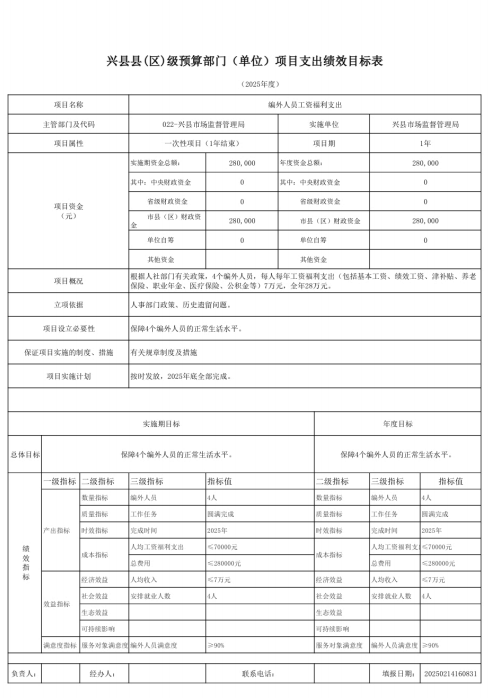 兴县县(区)级预算部门（单位）项目支出绩效目标表
（2025年度）
项目名称 编外人员工资福利支出
主管部门及代码 022-兴县市场监督管理局 实施单位 兴县市场监督管理局
项目属性 一次性项目（1年结束） 项目期 1年
项目资金
（元）
实施期资金总额: 280,000 年度资金总额: 280,000
其中: 中央财政资金 0 其中: 中央财政资金 0
省级财政资金 0 省级财政资金 0
市县（区）财政资金 280,000 市县（区）财政资金 280,000
单位自筹 0 单位自筹 0
其他资金 其他资金
项目概况 根据人社部门有关政策，4个编外人员，每人每年工资福利支出（包括基本工资、绩效工资、津补贴、养老
保险、职业年金、医疗保险、公积金等）7万元，全年28万元。
立项依据 人事部门政策、历史遗留问题。
项目设立必要性 保障4个编外人员的正常生活水平。
保证项目实施的制度、措施 有关规章制度及措施
项目实施计划 按时发放，2025年底全部完成。
实施期目标 年度目标
总体目标 保障4个编外人员的正常生活水平。 保障4个编外人员的正常生活水平。
绩效指标
一级指标 二级指标 三级指标 指标值 二级指标 三级指标 指标值
产出指标 数量指标 编外人员 4人 数量指标 编外人员 4人
质量指标 工作任务 圆满完成 质量指标 工作任务 圆满完成
时效指标 完成时间 2025年 时效指标 完成时间 2025年
成本指标 人均工资福利支出 ≤70000元 成本指标 人均工资福利支 ≤70000元
总费用 ≤280000元 总费用 ≤280000元
效益指标 经济效益 人均收入 ≤7万元 经济效益 人均收入 ≤7万元
社会效益 安排就业人数 4人 社会效益 安排就业人数 4人
生态效益 生态效益
可持续影响 可持续影响
满意度指标 服务对象满意度 编外人员满意度 ≥90% 服务对象满意度 编外人员满意度 ≥90%
负责人: 经办人: 联系电话: 填报日期: 20250214160831